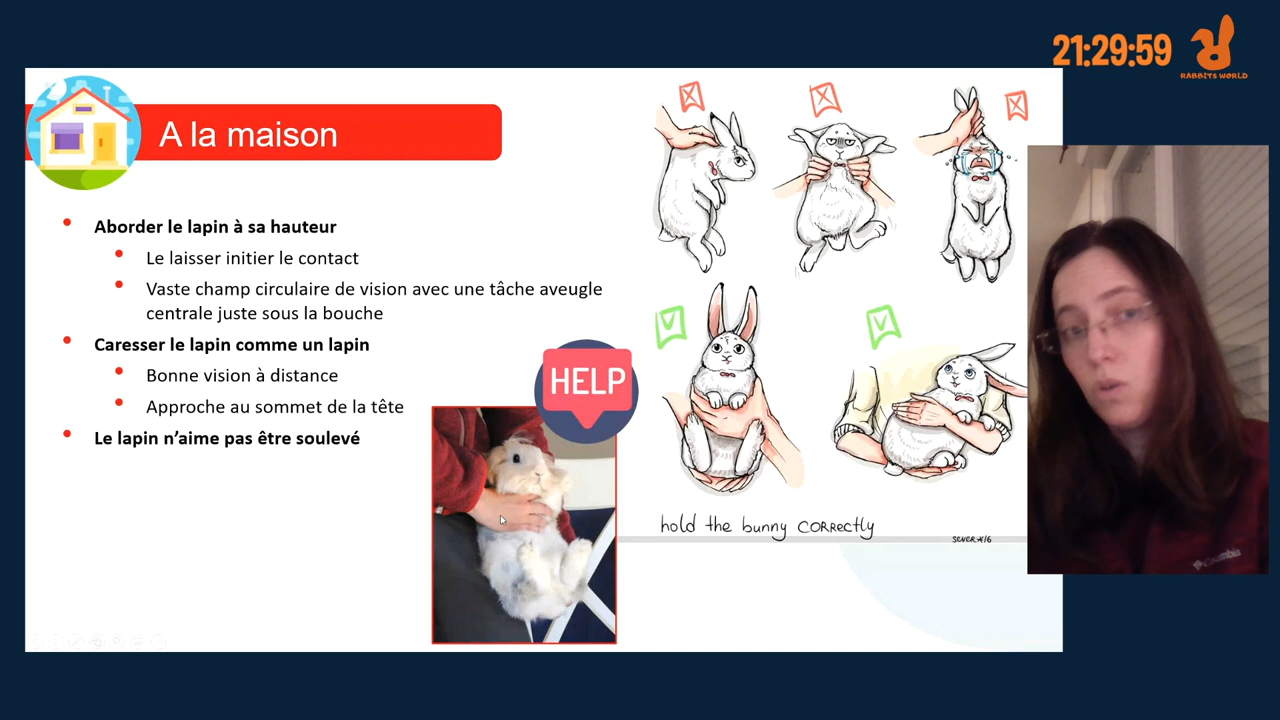 21:29:59
RABBITS WORLD
A la maison
Aborder le lapin à sa hauteur
Le laisser initier le contact
Vaste champ circulaire de vision avec une tâche aveugle
centrale juste sous la bouche
Caresser le lapin comme un lapin
Bonne vision à distance
Approche au sommet de la tête
Le lapin n'aime pas être soulevé
HELP
hold the bunny correctly
Columbia